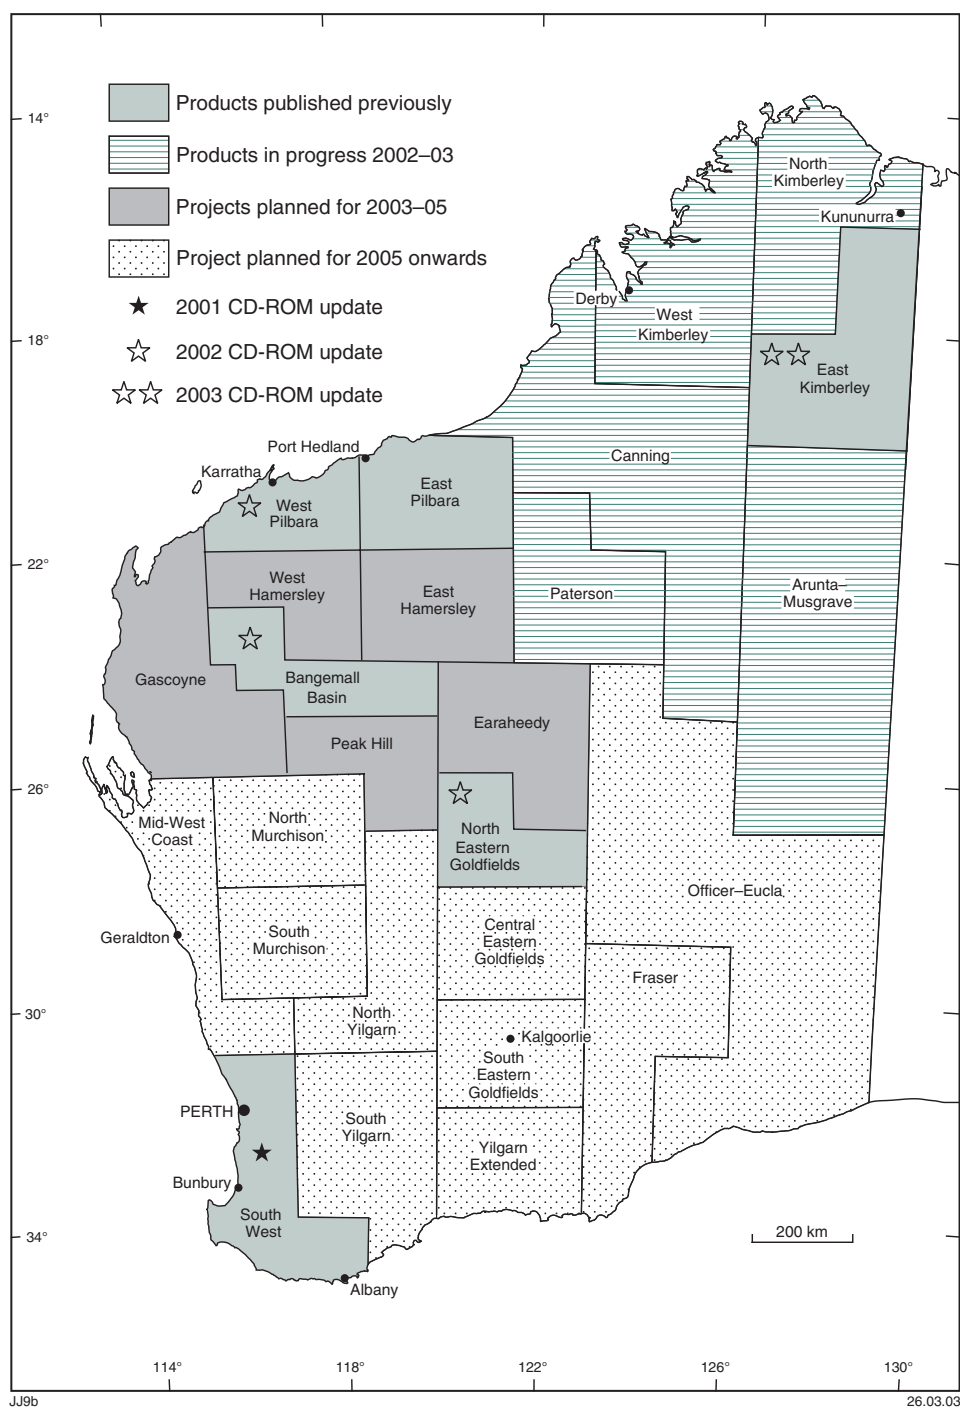 Products published previously
Products in progress 2002–03
Projects planned for 2003–05
Project planned for 2005 onwards
2001 CD-ROM update
2002 CD-ROM update
2003 CD-ROM update
14°
18°
22°
26°
30°
34°
North
Kimberley
Kununurra
Derby
West
Kimberley
East
Kimberley
Canning
Port Hedland
Karratha
West
Pilbara
East
Pilbara
West
Hamersley
East
Hamersley
Paterson
Arunta–
Musgrave
Gascoyne
Bangemall
Basin
Earaheedy
Peak Hill
Mid-West
Coast
North
Murchison
North
Eastern
Goldfields
Officer–Eucla
Geraldton
South
Murchison
Central
Eastern
Goldfields
Fraser
North
Yilgarn
Kalgoorlie
South
Eastern
Goldfields
PERTH
South
Yilgarn
Yilgarn
Extended
Bunbury
South
West
Albany
200 km
114°
118°
122°
126°
130°
JJ9b
26.03.03